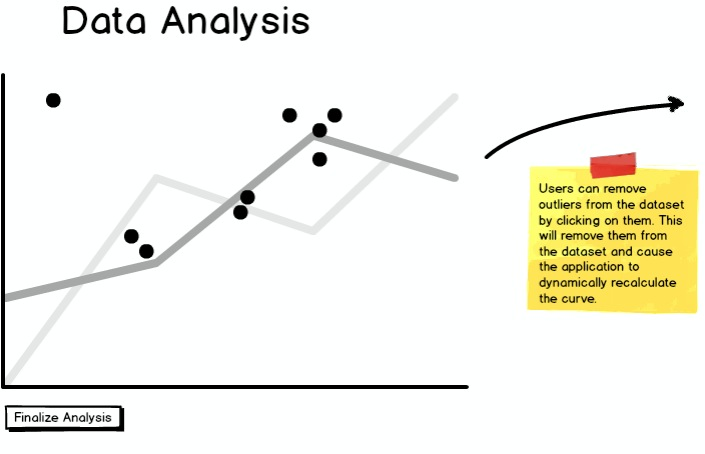 Data Analysis
Users can remove
outliers from the dataset
by clicking on them. This
will remove them from
the dataset and cause
the application to
dynamically recalculate
the curve.
Finalize Analysis